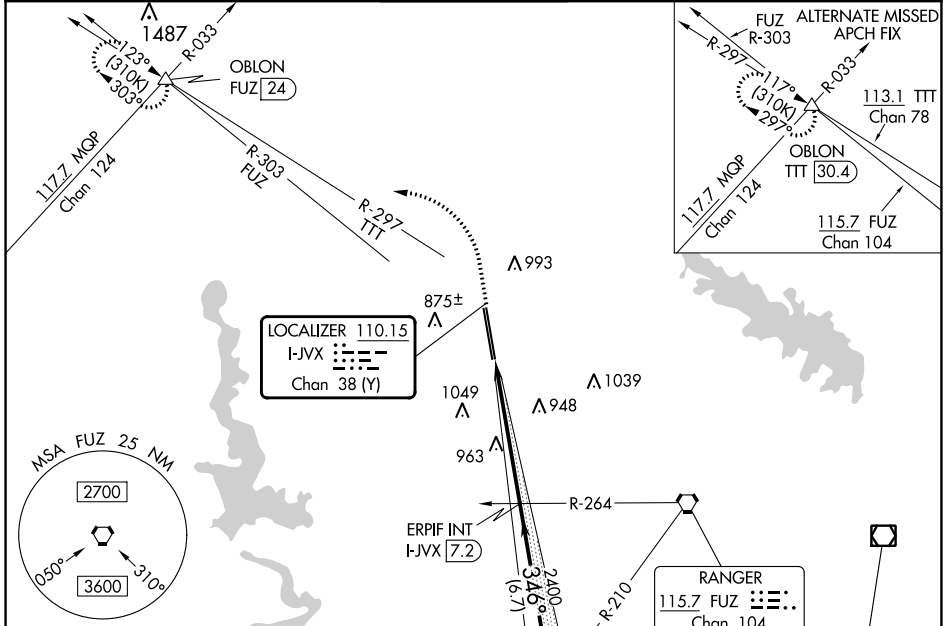 1487
R-033
123°
(310K)
303°
OBLON
FUZ 24
117.7 MQP
Chan 124
R-303
FUZ
R-297
TTT
ALTERNATE MISSED
APCH FIX
FUZ
R-303
R-297
117°
(310K)
297°
R-033
113.1 TTT
Chan 78
OBLON
TTT 30.4
117.7 MQP
Chan 124
115.7 FUZ
Chan 104
993
875±
LOCALIZER 110.15
I-JVX
Chan 38 (Y)
1049
1039
948
963
MSA FUZ 25 NM
2700
050°
310°
3600
R-264
ERPIF INT
I-JVX 7.2
346°
2400
(6.7)
R-210
RANGER
115.7 FUZ
Chan 104